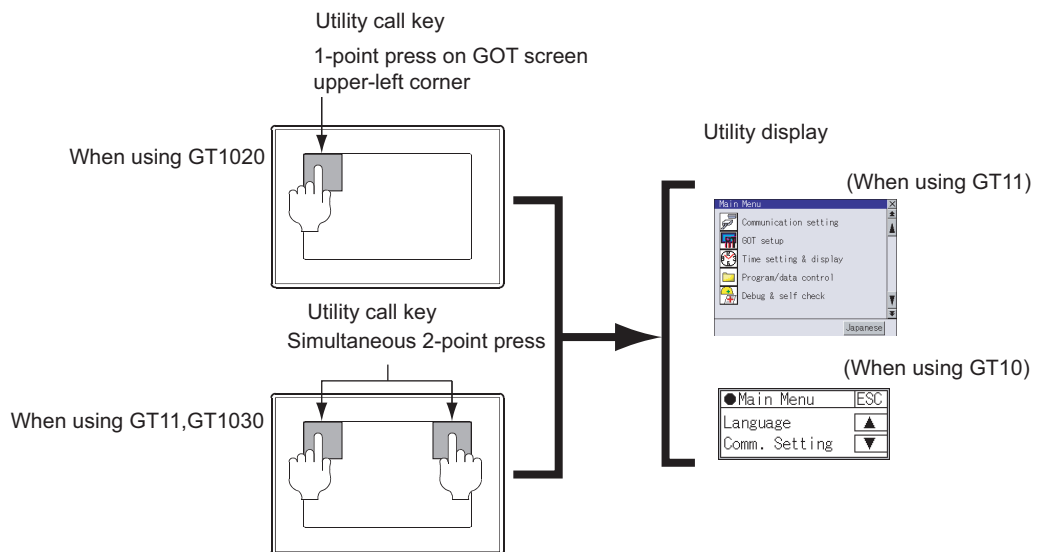 Utility call key
1-point press on GOT screen
upper-left corner
When using GT1020
Utility call key
Simultaneous 2-point press
When using GT11,GT1030
Utility display
(When using GT11)
Main Menu
Communication setting
GOT setup
Time setting & display
Program/data control
Debug & self check
Japanese
(When using GT10)
●Main Menu ESC
Language ▲
Comm. Setting ▼